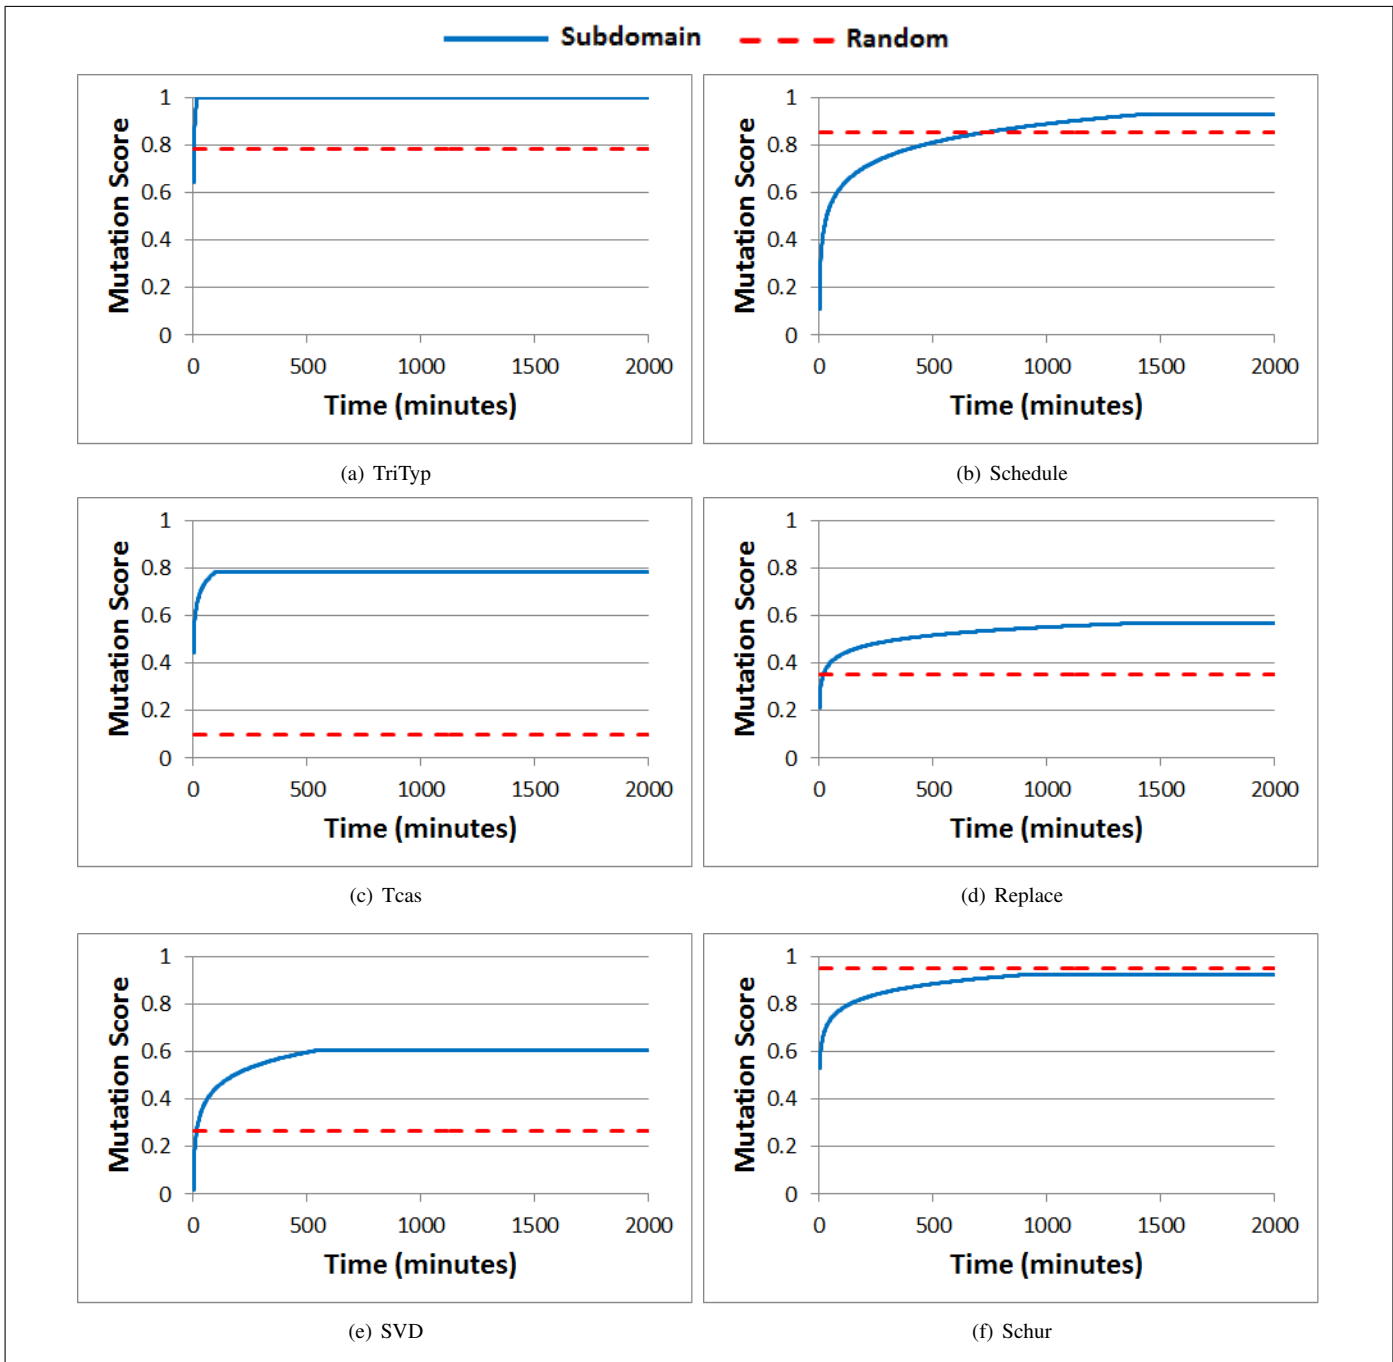 Subdomain Random
Mutation Score
1
0.8
0.6
0.4
0.2
0
0 500 1000 1500 2000
Time (minutes)
(a) TriTyp
Mutation Score
1
0.8
0.6
0.4
0.2
0
0 500 1000 1500 2000
Time (minutes)
(b) Schedule
Mutation Score
1
0.8
0.6
0.4
0.2
0
0 500 1000 1500 2000
Time (minutes)
(c) Tcas
Mutation Score
1
0.8
0.6
0.4
0.2
0
0 500 1000 1500 2000
Time (minutes)
(d) Replace
Mutation Score
1
0.8
0.6
0.4
0.2
0
0 500 1000 1500 2000
Time (minutes)
(e) SVD
Mutation Score
1
0.8
0.6
0.4
0.2
0
0 500 1000 1500 2000
Time (minutes)
(f) Schur